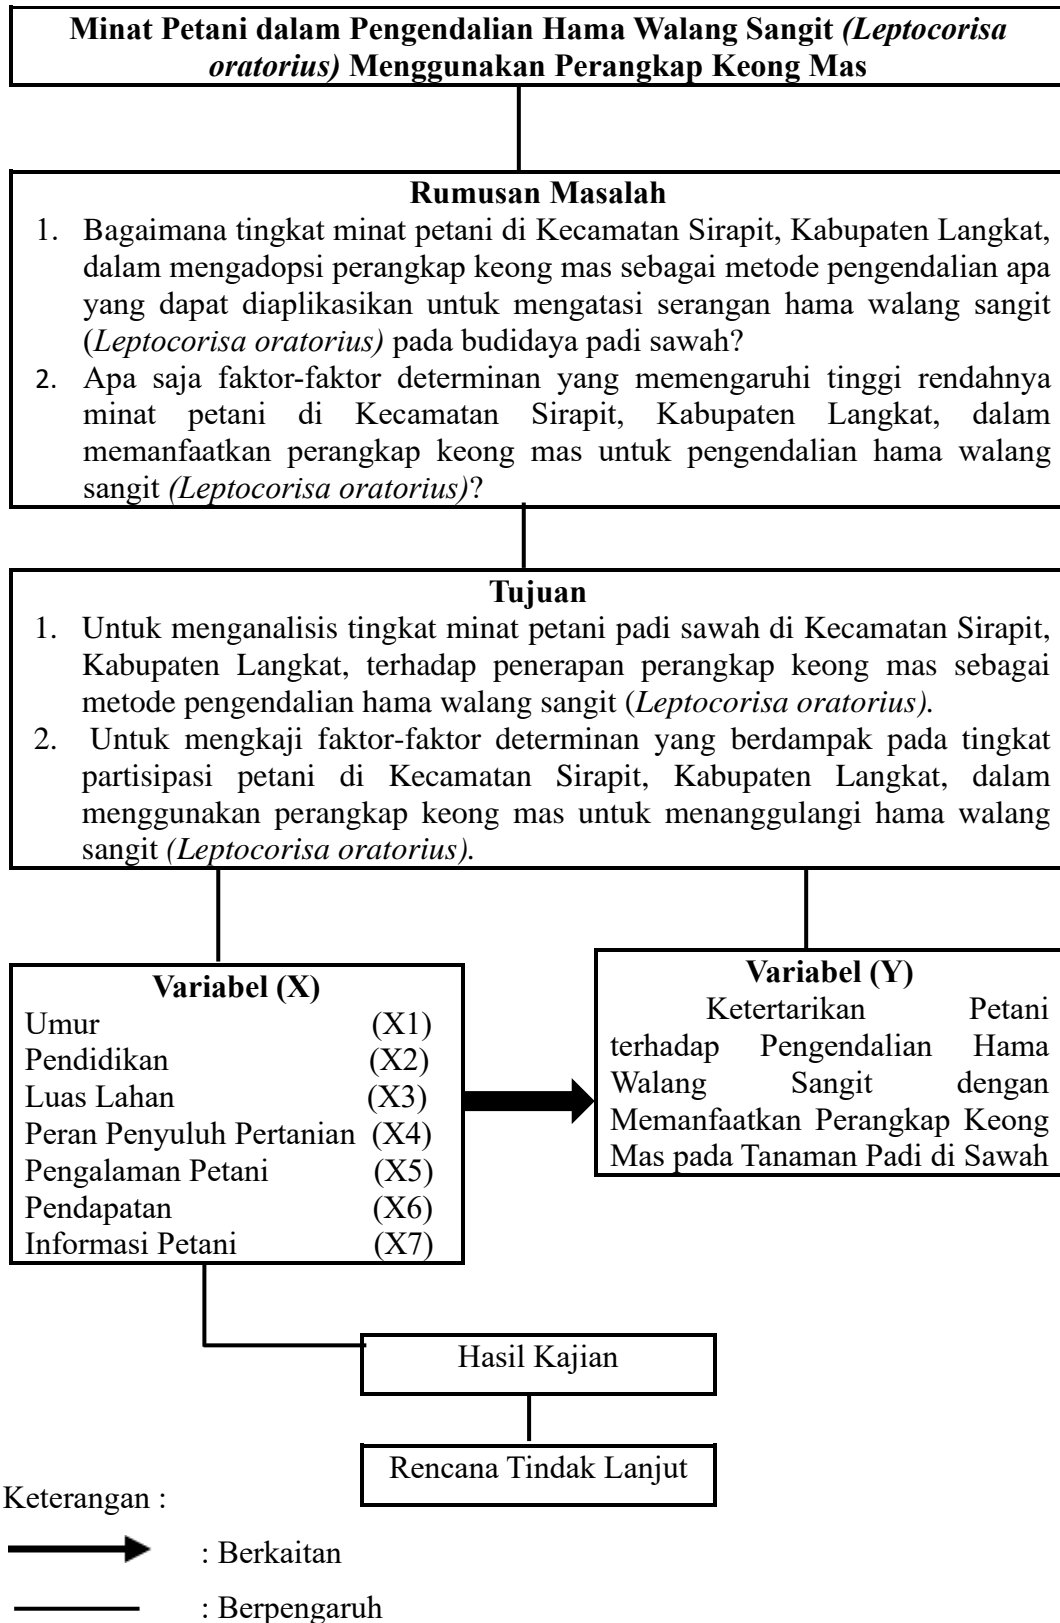 Minat Petani dalam Pengendalian Hama Walang Sangit (Leptocorisa
oratorius) Menggunakan Perangkap Keong Mas
Rumusan Masalah
1. Bagaimana tingkat minat petani di Kecamatan Sirapit, Kabupaten Langkat,
dalam mengadopsi perangkap keong mas sebagai metode pengendalian apa
yang dapat diaplikasikan untuk mengatasi serangan hama walang sangit
(Leptocorisa oratorius) pada budidaya padi sawah?
2. Apa saja faktor-faktor determinan yang memengaruhi tinggi rendahnya
minat petani di Kecamatan Sirapit, Kabupaten Langkat, dalam
memanfaatkan perangkap keong mas untuk pengendalian hama walang
sangit (Leptocorisa oratorius)?
Tujuan
1. Untuk menganalisis tingkat minat petani padi sawah di Kecamatan Sirapit,
Kabupaten Langkat, terhadap penerapan perangkap keong mas sebagai
metode pengendalian hama walang sangit (Leptocorisa oratorius).
2. Untuk mengkaji faktor-faktor determinan yang berdampak pada tingkat
partisipasi petani di Kecamatan Sirapit, Kabupaten Langkat, dalam
menggunakan perangkap keong mas untuk menanggulangi hama walang
sangit (Leptocorisa oratorius).
Variabel (X)
Umur (X1)
Pendidikan (X2)
Luas Lahan (X3)
Peran Penyuluh Pertanian (X4)
Pengalaman Petani (X5)
Pendapatan (X6)
Informasi Petani (X7)
Variabel (Y)
Ketertarikan Petani
terhadap Pengendalian Hama
Walang Sangit dengan
Memanfaatkan Perangkap Keong
Mas pada Tanaman Padi di Sawah
Hasil Kajian
Rencana Tindak Lanjut
Keterangan :
: Berkaitan
: Berpengaruh